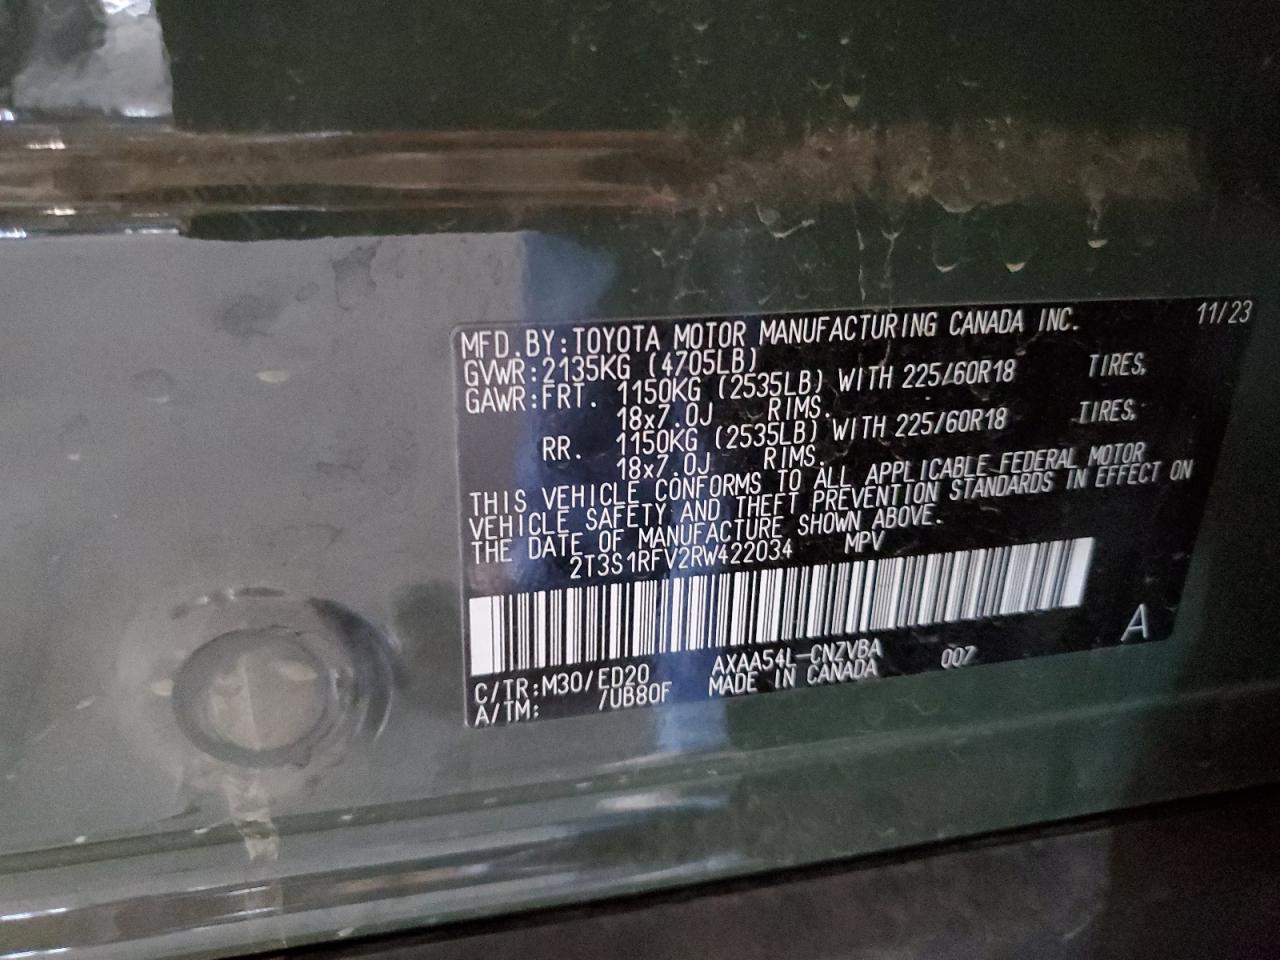 11/23
MFD.BY:TOYOTA MOTOR MANUFACTURING CANADA INC.
GVWR:2135KG (4705LB)
GAWR:FRT. 1150KG (2535LB) WITH 225/60R18 TIRES,
18x7.0J RIMS.
RR. 1150KG (2535LB) WITH 225/60R18 TIRES,
18x7.0J RIMS.
THIS VEHICLE CONFORMS TO ALL APPLICABLE FEDERAL MOTOR
VEHICLE SAFETY AND THEFT PREVENTION STANDARDS IN EFFECT ON
THE DATE OF MANUFACTURE SHOWN ABOVE.
2T3S1RFV2RW422034 MPV
A
C/TR:M30/ED20 AXAA54L-CNZVBA 007
A/TM: /UB80F MADE IN CANADA